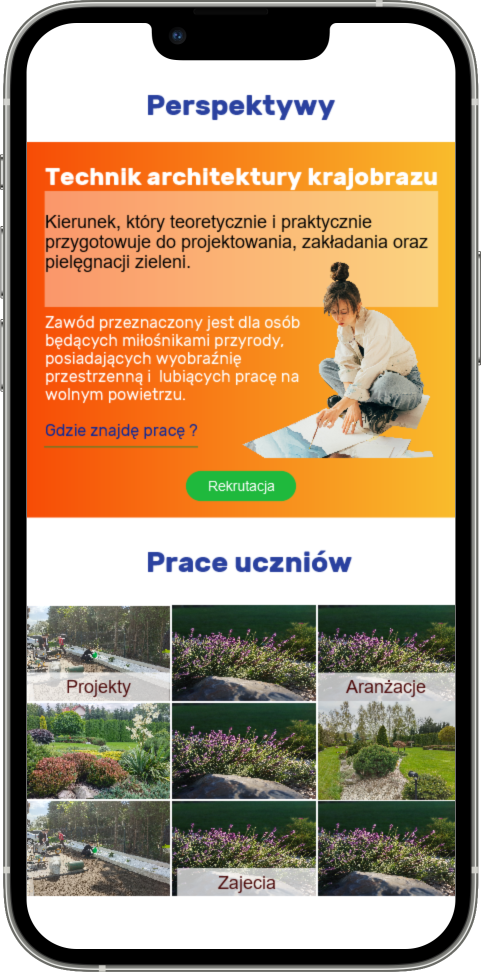 Perspektywy
Technik architektury krajobrazu
Kierunek, który teoretycznie i praktycznie
przygotowuje do projektowania, zakładania oraz
pielęgnacji zieleni.
Zawód przeznaczony jest dla osób
będących miłośnikami przyrody,
posiadających wyobraźnię
przestrzenną i lubiących pracę na
wolnym powietrzu.
Gdzie znajdę pracę ?
Rekrutacja
Prace uczniów
Projekty
Aranżacje
Zajecia